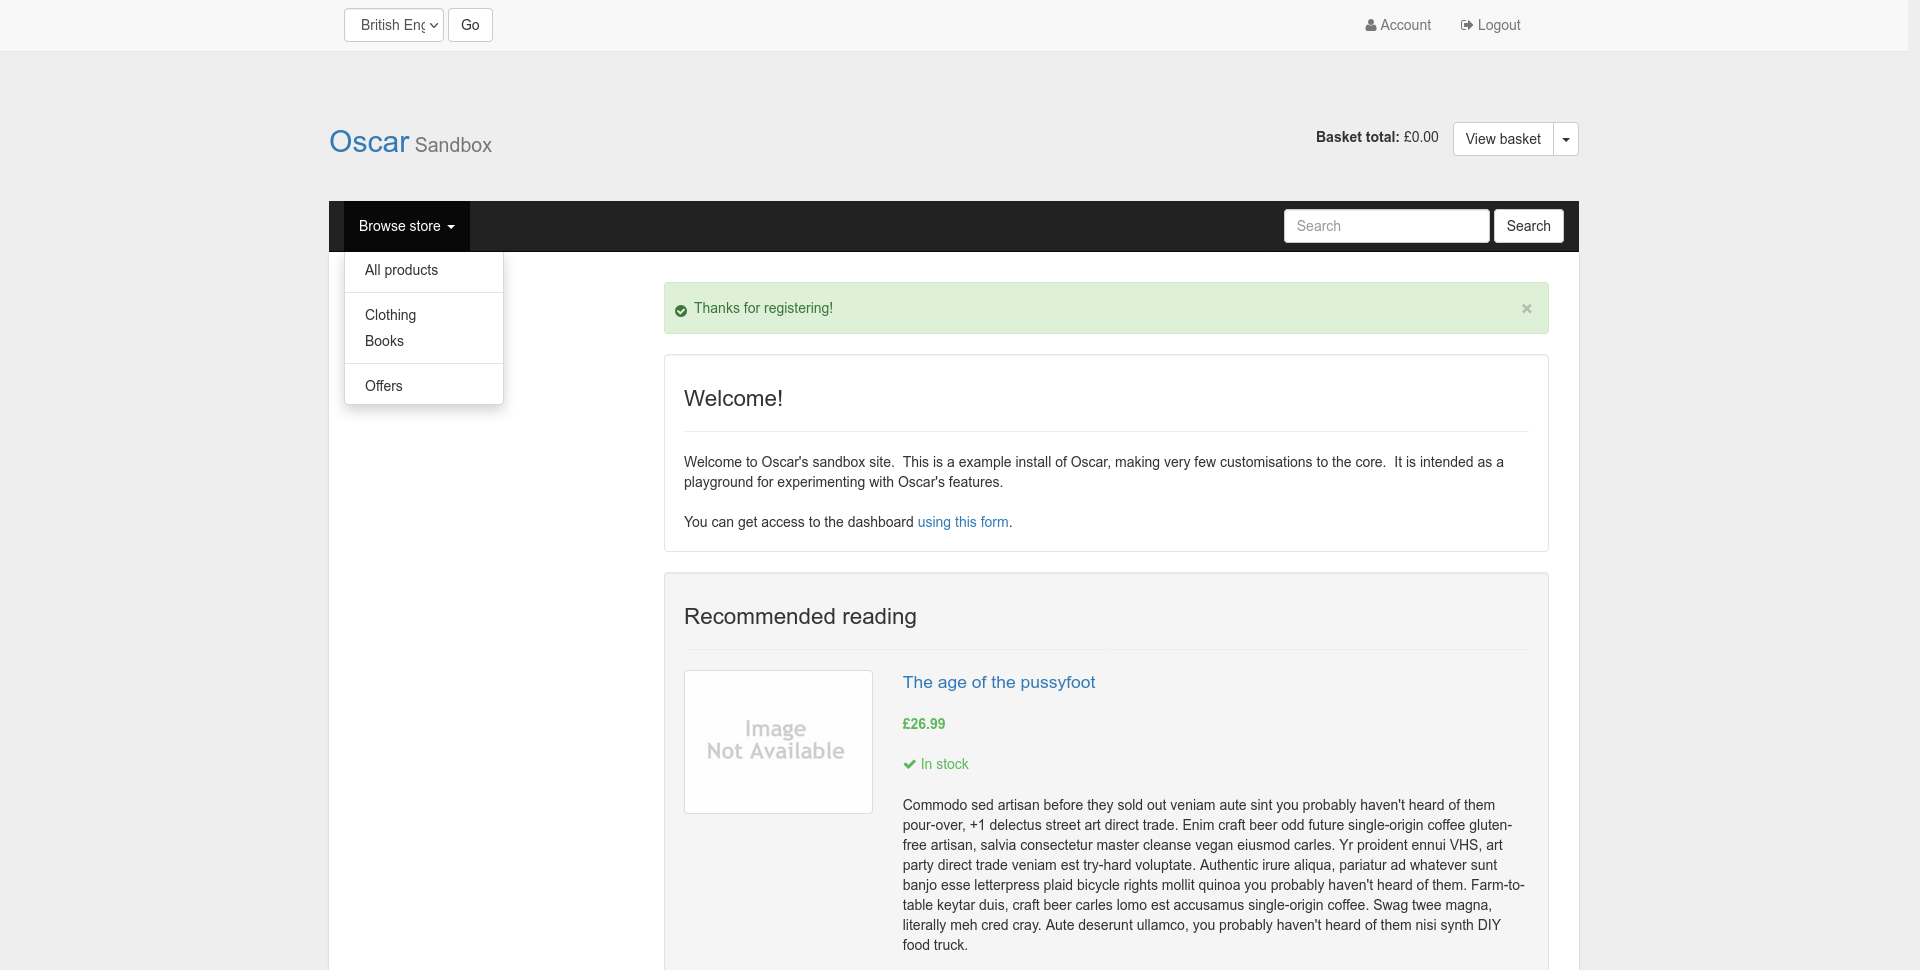 British Eng
Go
Account
Logout
Oscar Sandbox
Basket total: £0.00
View basket
Browse store
Search
Search
All products
Clothing
Books
Offers
Thanks for registering!
×
Welcome!
Welcome to Oscar's sandbox site.  This is a example install of Oscar, making very few customisations to the core.  It is intended as a
playground for experimenting with Oscar's features.
You can get access to the dashboard using this form.
Recommended reading
Image
Not Available
The age of the pussyfoot
£26.99
In stock
Commodo sed artisan before they sold out veniam aute sint you probably haven't heard of them
pour-over, +1 delectus street art direct trade. Enim craft beer odd future single-origin coffee gluten-
free artisan, salvia consectetur master cleanse vegan eiusmod carles. Yr proident ennui VHS, art
party direct trade veniam est try-hard voluptate. Authentic irure aliqua, pariatur ad whatever sunt
banjo esse letterpress plaid bicycle rights mollit quinoa you probably haven't heard of them. Farm-to-
table keytar duis, craft beer carles lomo est accusamus single-origin coffee. Swag twee magna,
literally meh cred cray. Aute deserunt ullamco, you probably haven't heard of them nisi synth DIY
food truck.